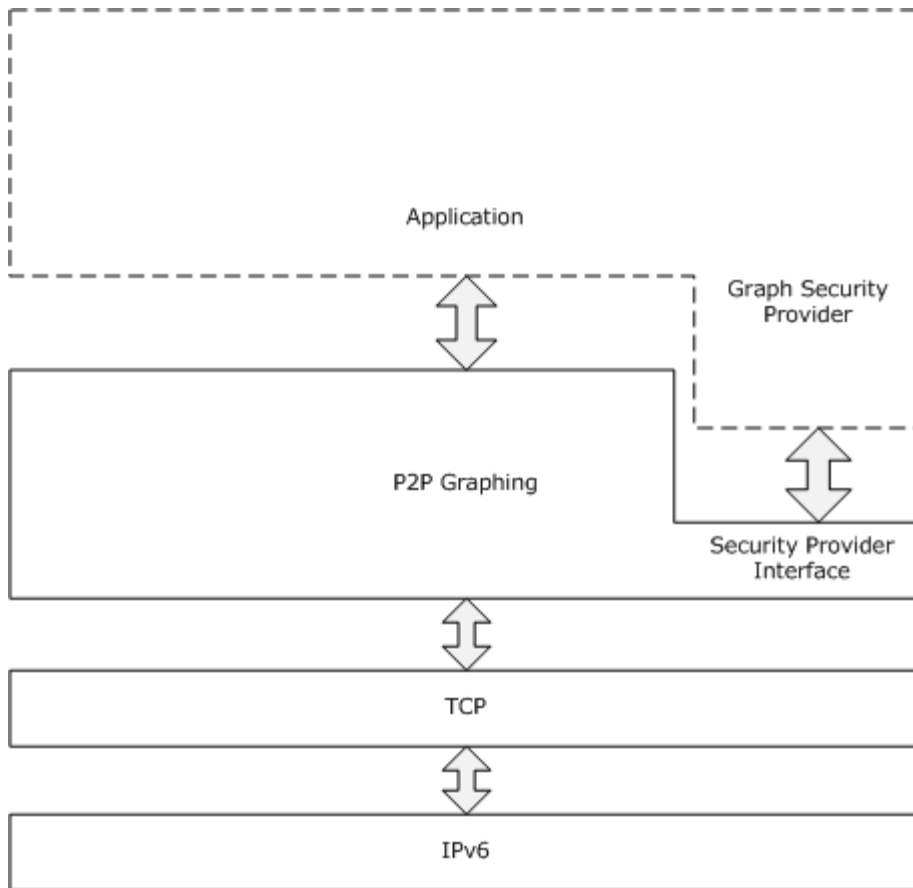 Application
Graph Security
Provider
P2P Graphing
Security Provider
Interface
TCP
IPv6